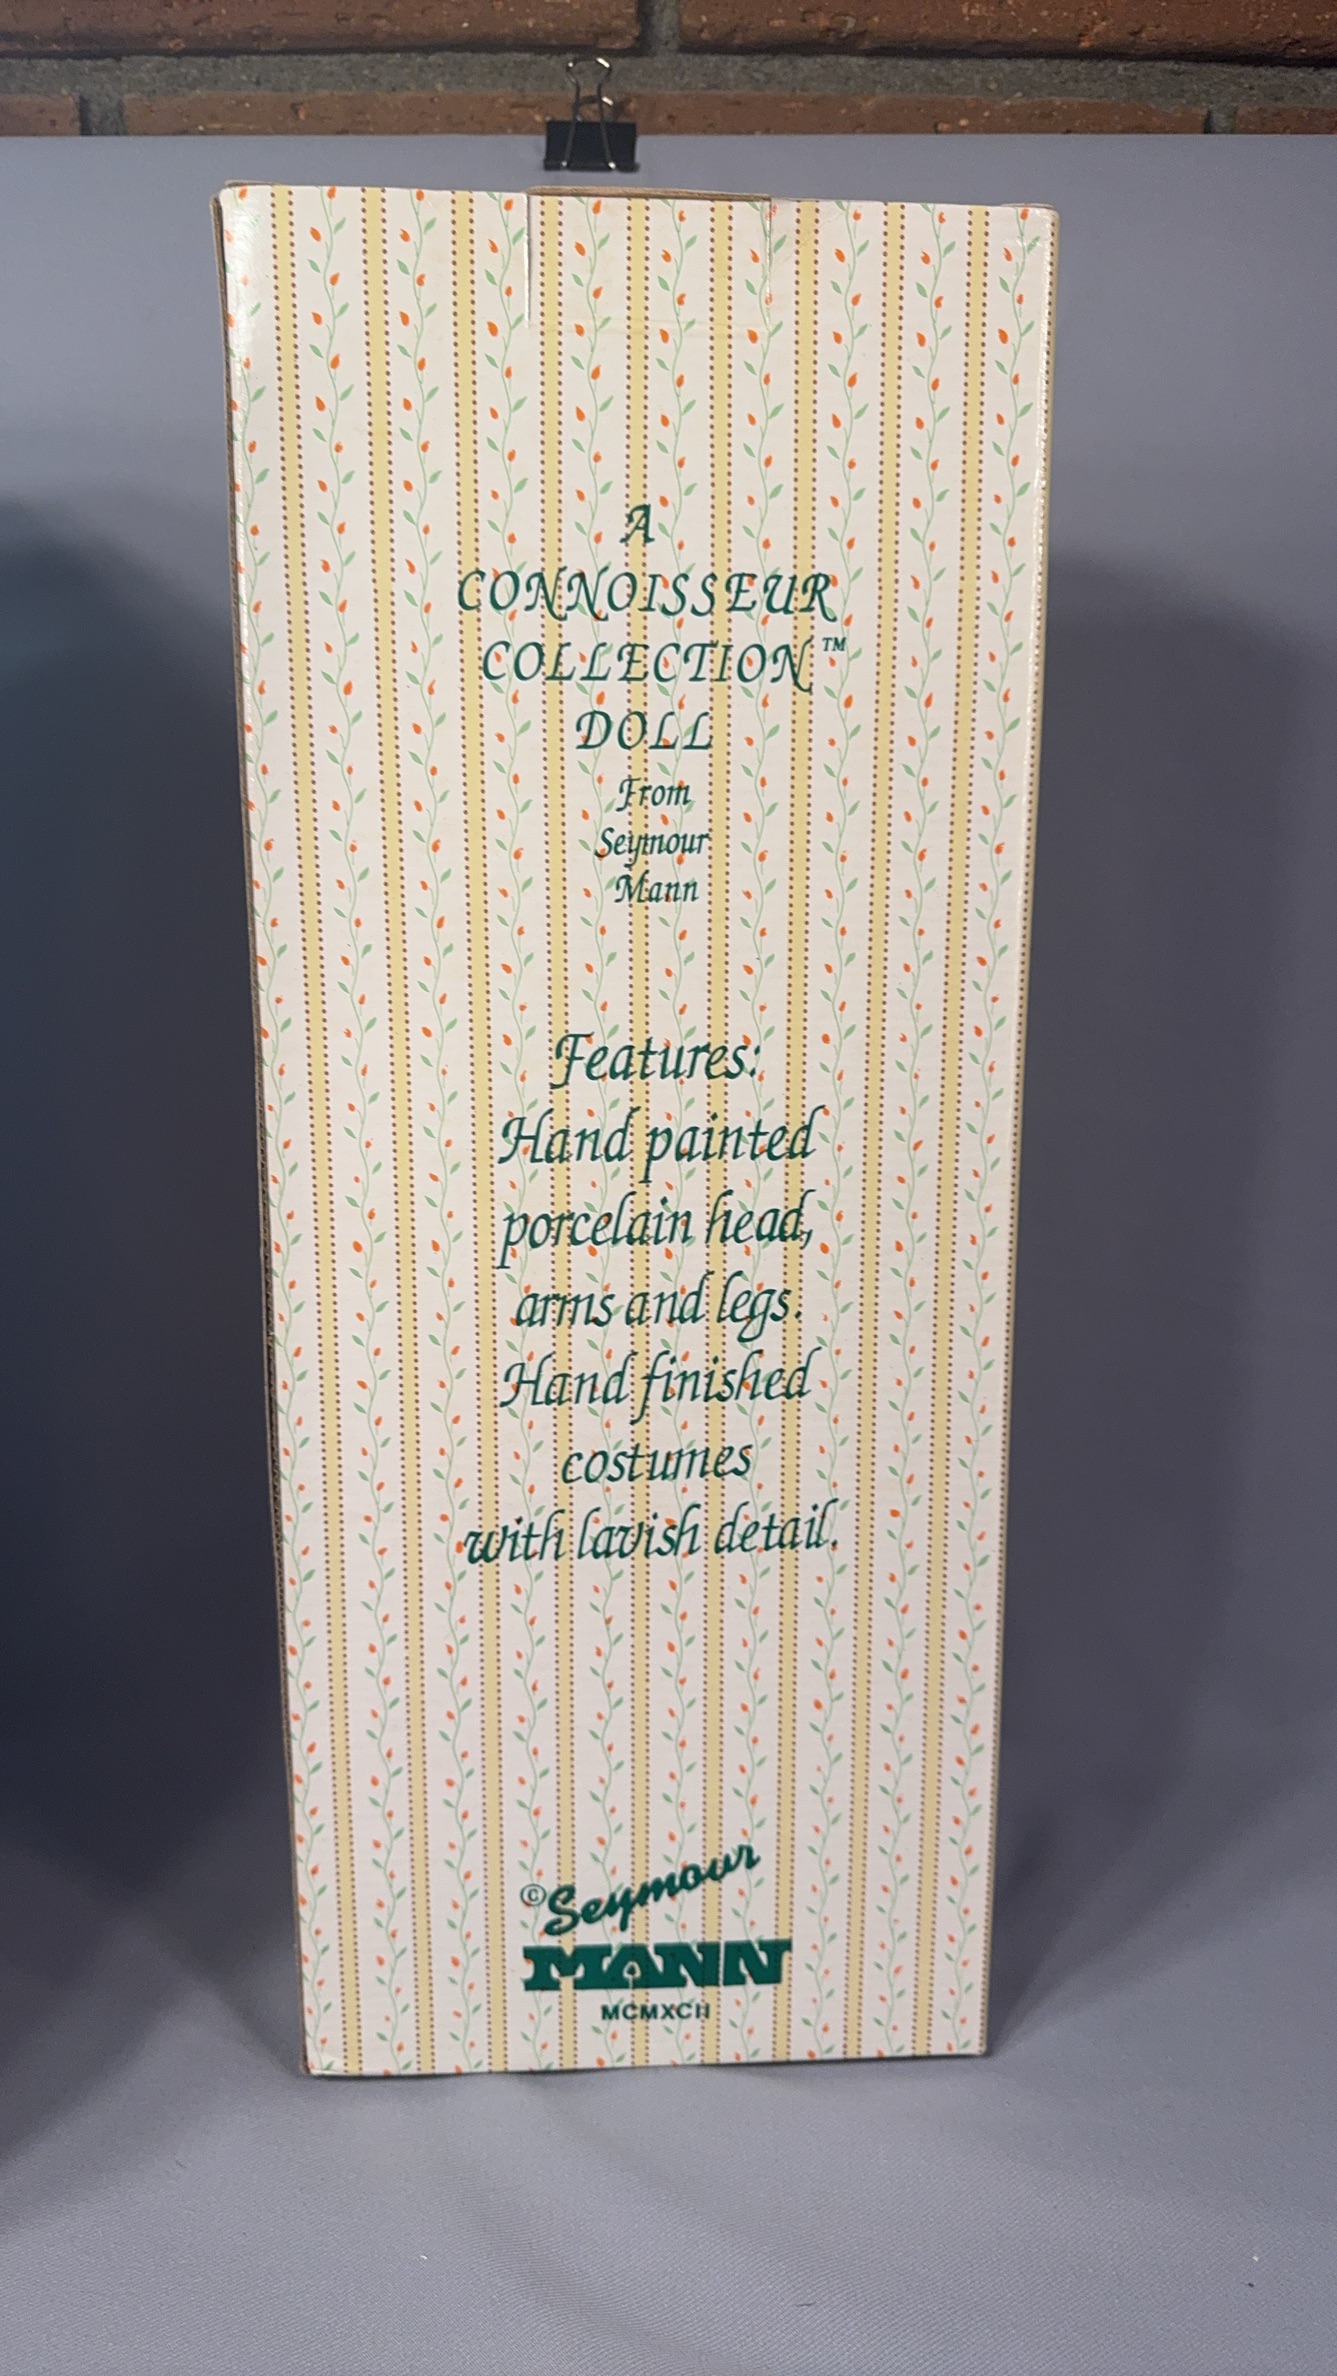 A
CONNOISSEUR
COLLECTION™
DOLL
From
Seymour
Mann
Features:
Hand painted
porcelain head,
arms and legs.
Hand finished
costumes
with lavish detail.
©Seymour
MANN
MCMXCII